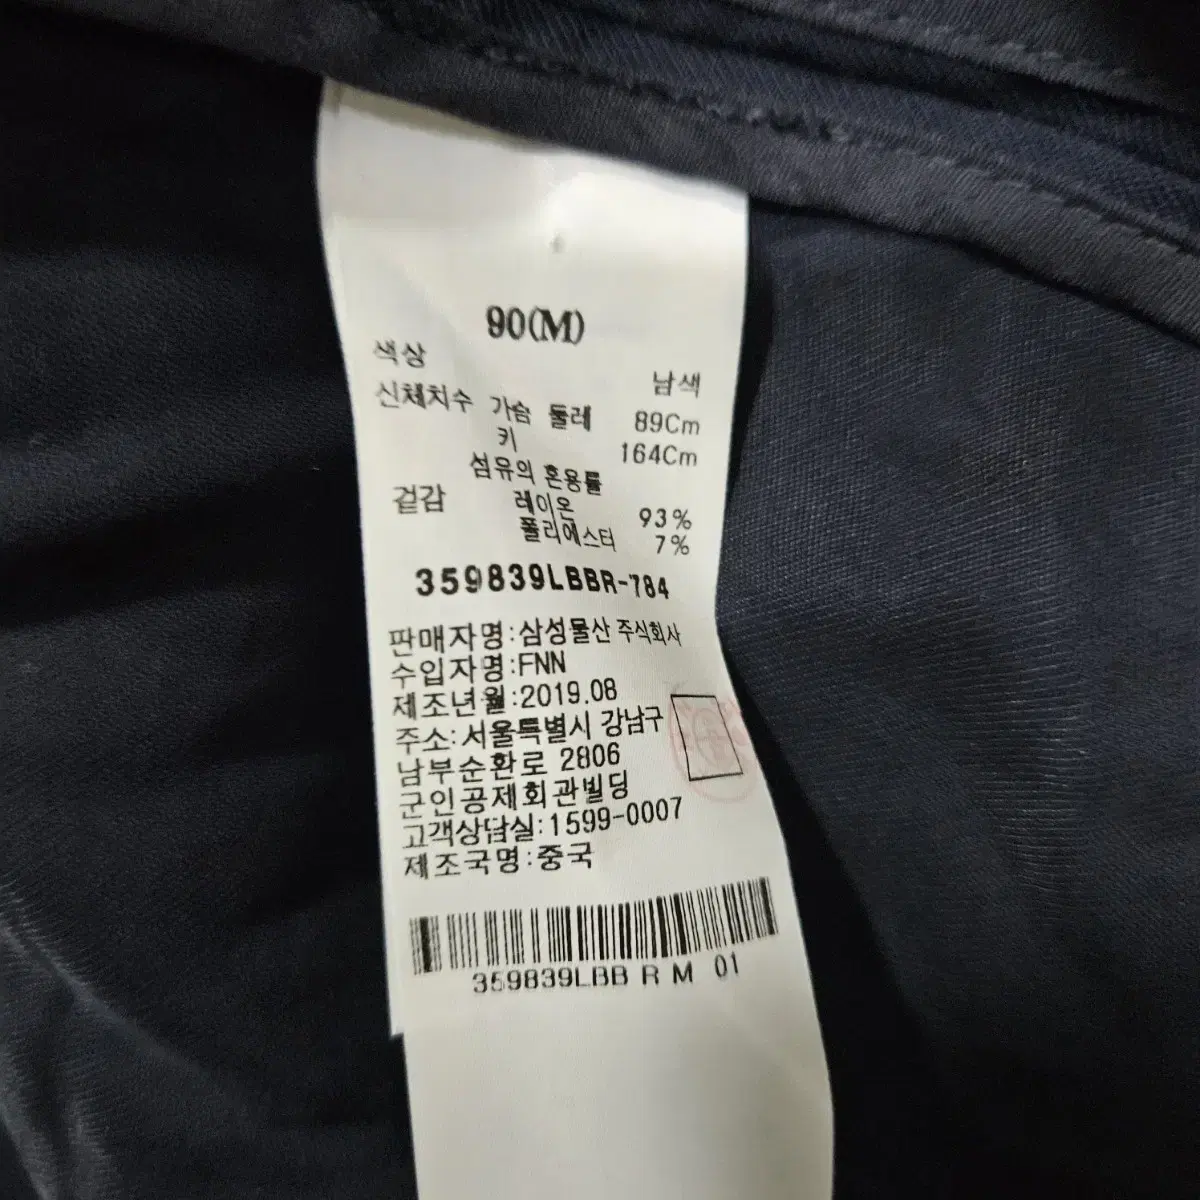 90(M)
색상 남색
신체치수 가슴 둘레 89Cm
키 164Cm
섬유의 혼용률
겉감 레이온 93%
폴리에스터 7%
359839LBBR-784
판매자명:삼성물산 주식회사
수입자명:FNN
제조년월:2019.08
주소:서울특별시 강남구
남부순환로 2806
군인공제회관빌딩
고객상담실:1599-0007
제조국명:중국
359839LBB R M 01